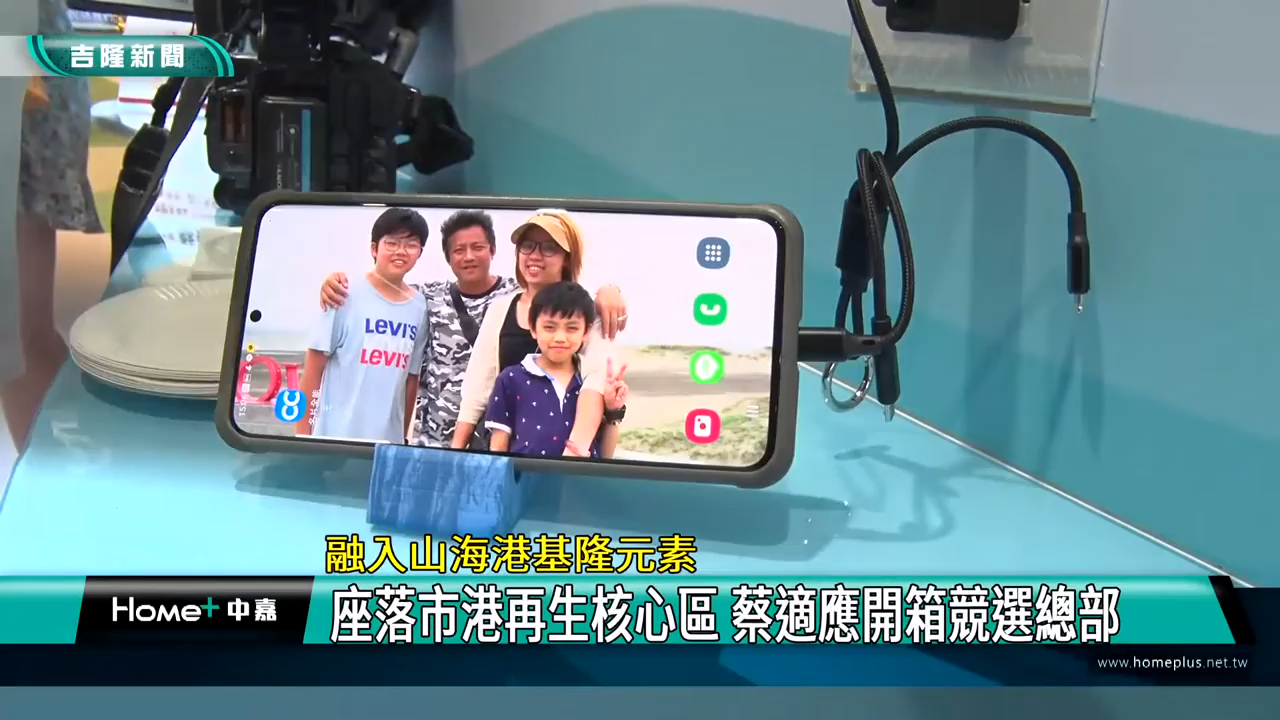 吉隆新聞
LEVI'S
LEVI'S
融入山海港基隆元素
座落市港再生核心區 蔡適應開箱競選總部
Home+中嘉
www.homeplus.net.tw